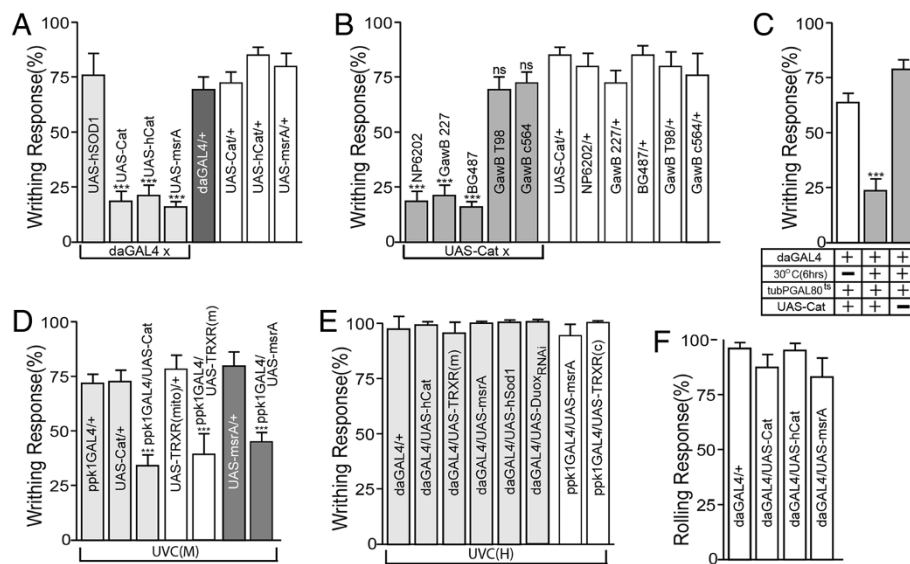 A
Writhing Response(%)
100
75
50
25
0
UAS-hSOD1
***UAS-Cat
***UAS-hCat
***UAS-msrA
daGAL4/+
UAS-Cat/+
UAS-hCat/+
UAS-msrA/+
daGAL4 x
B
Writhing Response(%)
100
75
50
25
0
***NP6202
***GawB 227
***BG487
ns
GawB T98
ns
GawB c564
UAS-Cat/+
NP6202/+
GawB 227/+
BG487/+
GawB T98/+
GawB c564/+
UAS-Cat x
C
Writhing Response(%)
100
75
50
25
0
***
daGAL4 + + +
30°C(6hrs) − + +
tubPGAL80ts + + +
UAS-Cat + + −
D
Writhing Response(%)
100
75
50
25
0
ppk1GAL4/+
UAS-Cat/+
** ppk1GAL4/UAS-Cat
UAS-TRXR(mito)/+
** ppk1GAL4/
UAS-TRXR(m)
UAS-msrA/+
** ppk1GAL4/
UAS-msrA
UVC(M)
E
Writhing Response(%)
100
75
50
25
0
daGAL4/+
daGAL4/UAS-hCat
daGAL4/UAS-TRXR(m)
daGAL4/UAS-msrA
daGAL4/UAS-hSod1
daGAL4/UAS-DuoxRNAi
ppk1GAL4/UAS-msrA
ppk1GAL4/UAS-TRXR(c)
UVC(H)
F
Rolling Response(%)
100
75
50
25
0
daGAL4/+
daGAL4/UAS-Cat
daGAL4/UAS-hCat
daGAL4/UAS-msrA